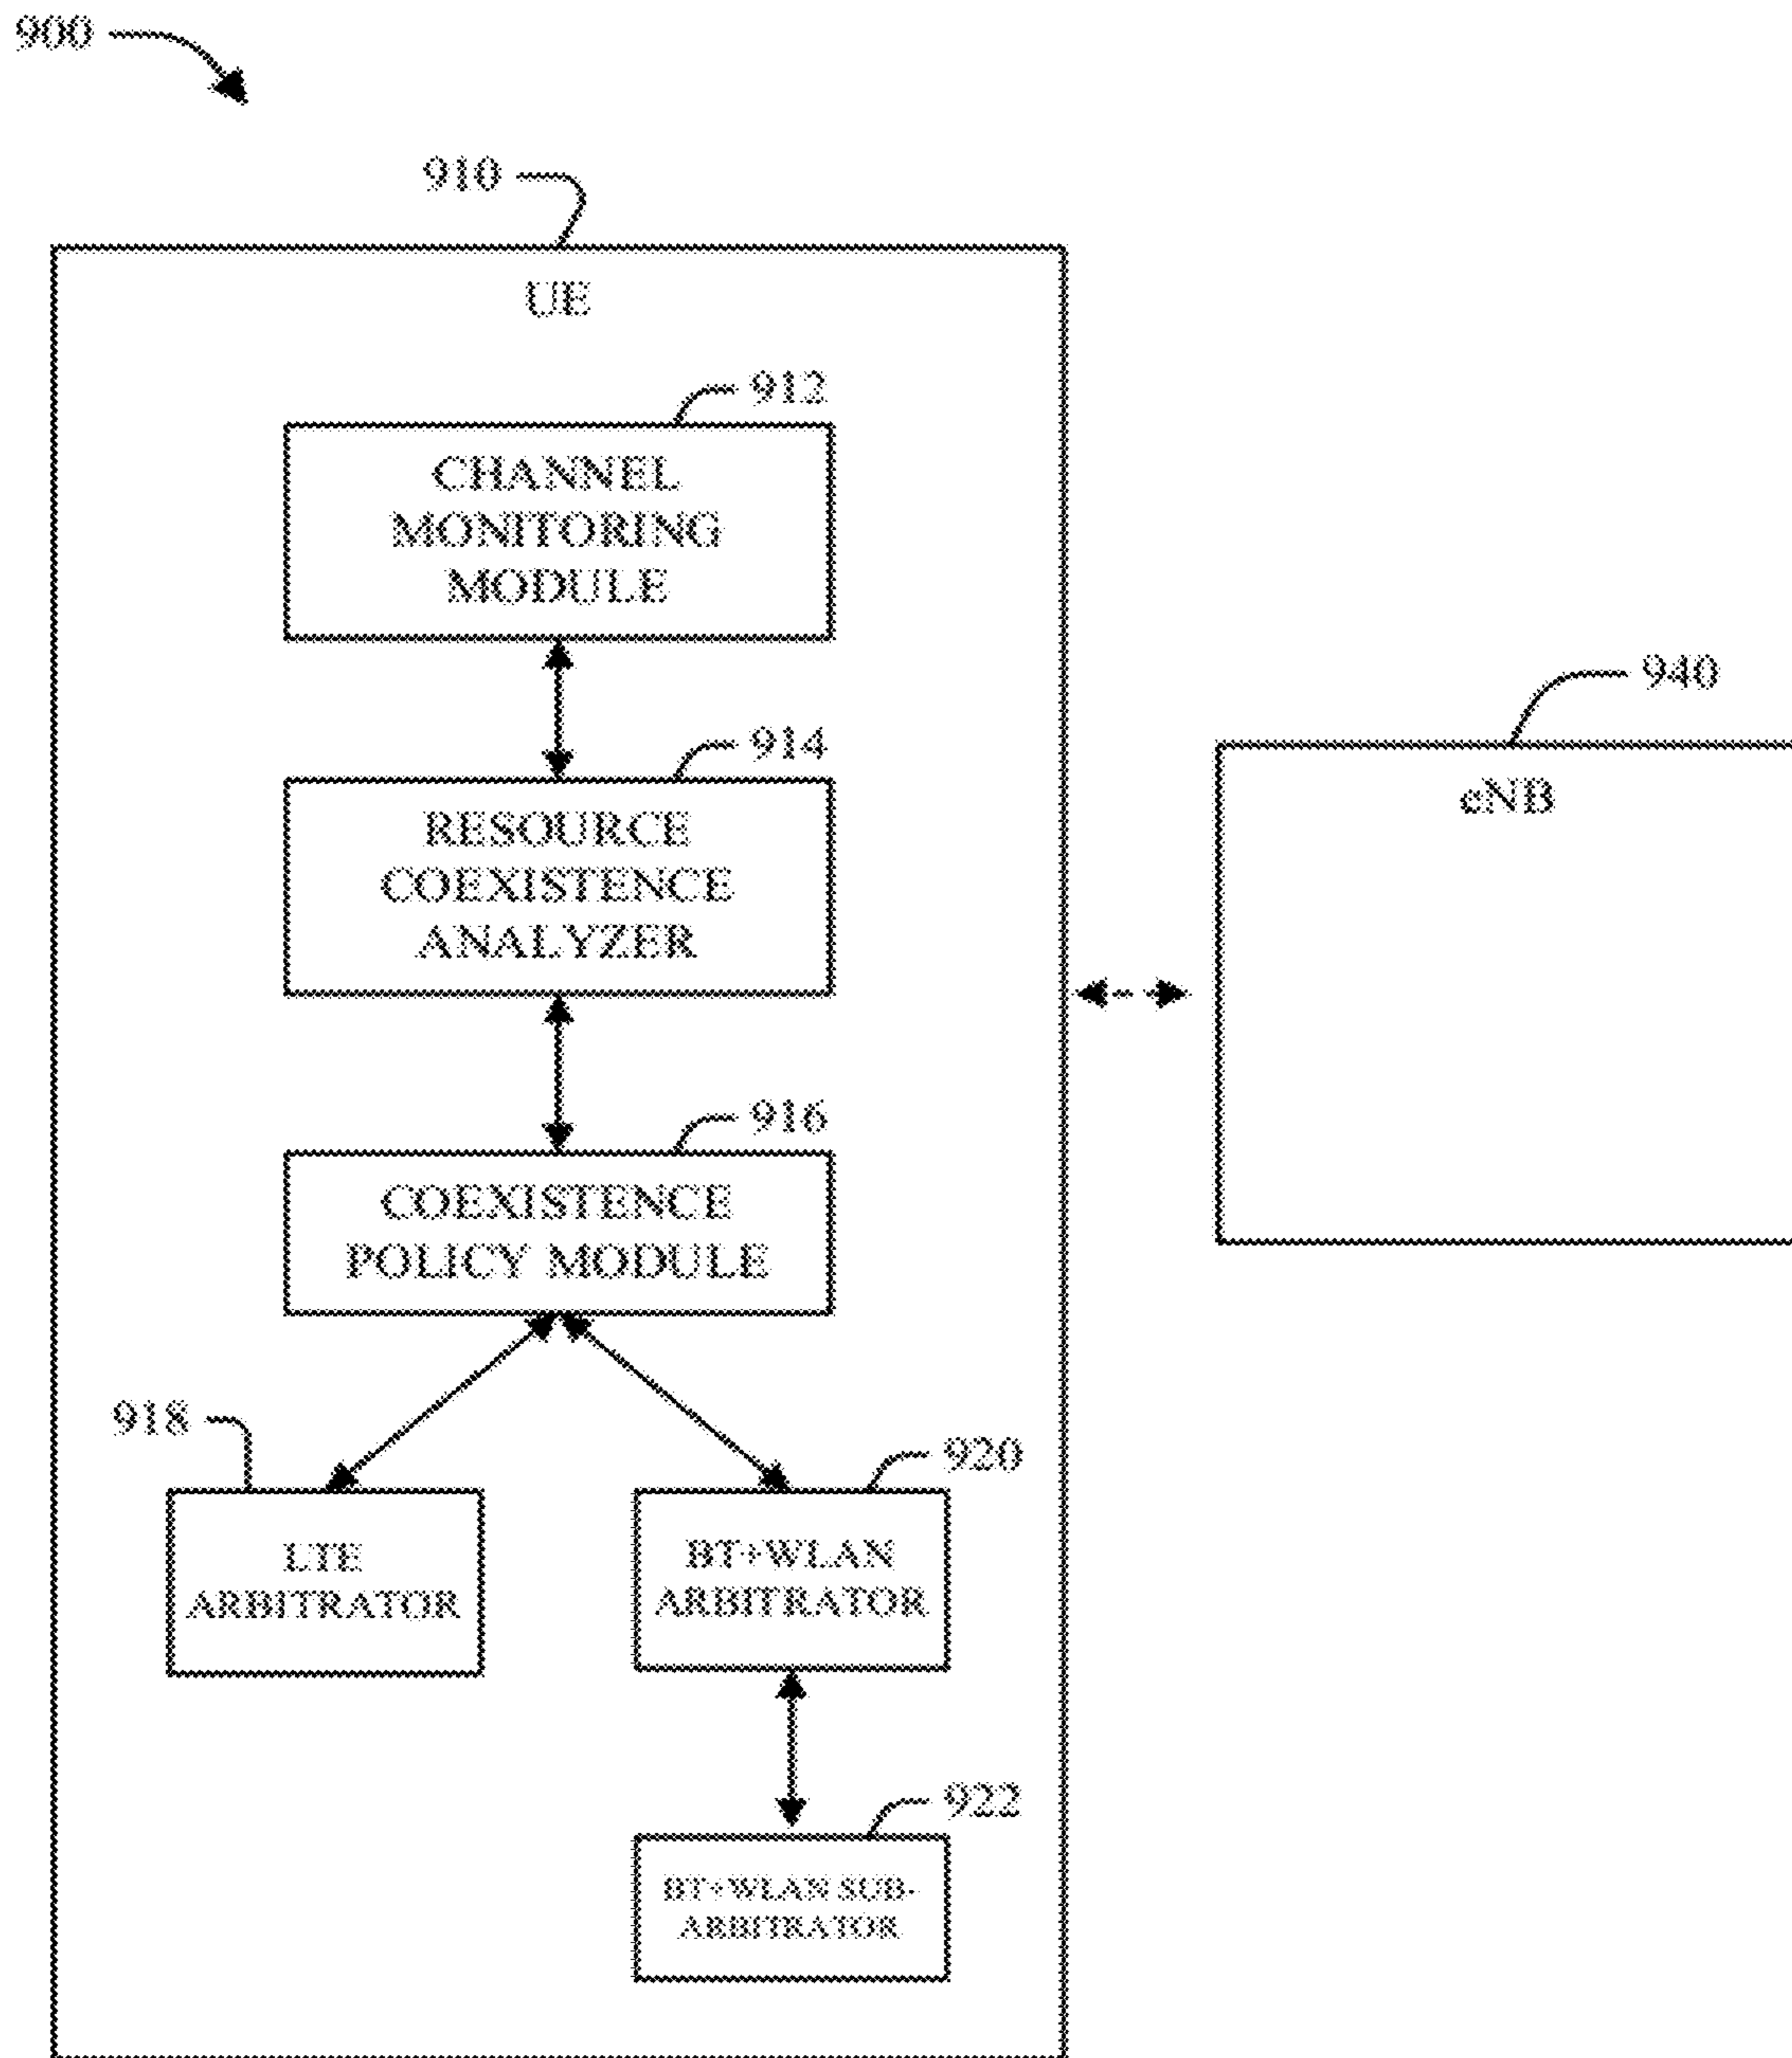 900
910
UE
912
CHANNEL
MONITORING
MODULE
914
RESOURCE
COEXISTENCE
ANALYZER
916
COEXISTENCE
POLICY MODULE
918
LTE
ARBITRATOR
920
BT+WLAN
ARBITRATOR
922
BT+WLAN SUB-
ARBITRATOR
940
eNB